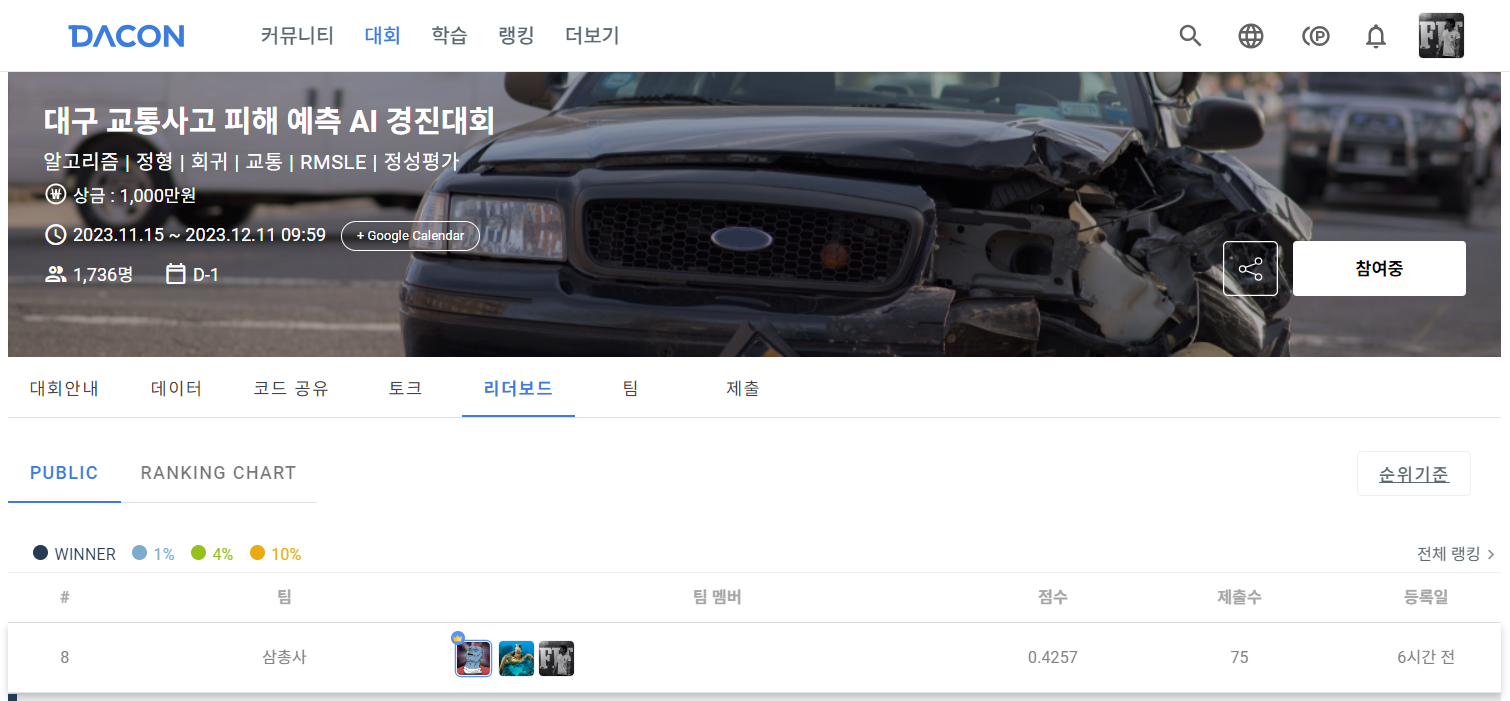 DACON 커뮤니티 대회 학습 랭킹 더보기
대구 교통사고 피해 예측 AI 경진대회
알고리즘 | 정형 | 회귀 | 교통 | RMSLE | 정성평가
₩ 상금 : 1,000만원
2023.11.15 ~ 2023.12.11 09:59 + Google Calendar
1,736명 D-1
참여중
대회안내 데이터 코드 공유 토크 리더보드 팀 제출
PUBLIC RANKING CHART 순위기준
WINNER 1% 4% 10% 전체 랭킹 >
# 팀 팀 멤버 점수 제출수 등록일
8 삼총사 0.4257 75 6시간 전